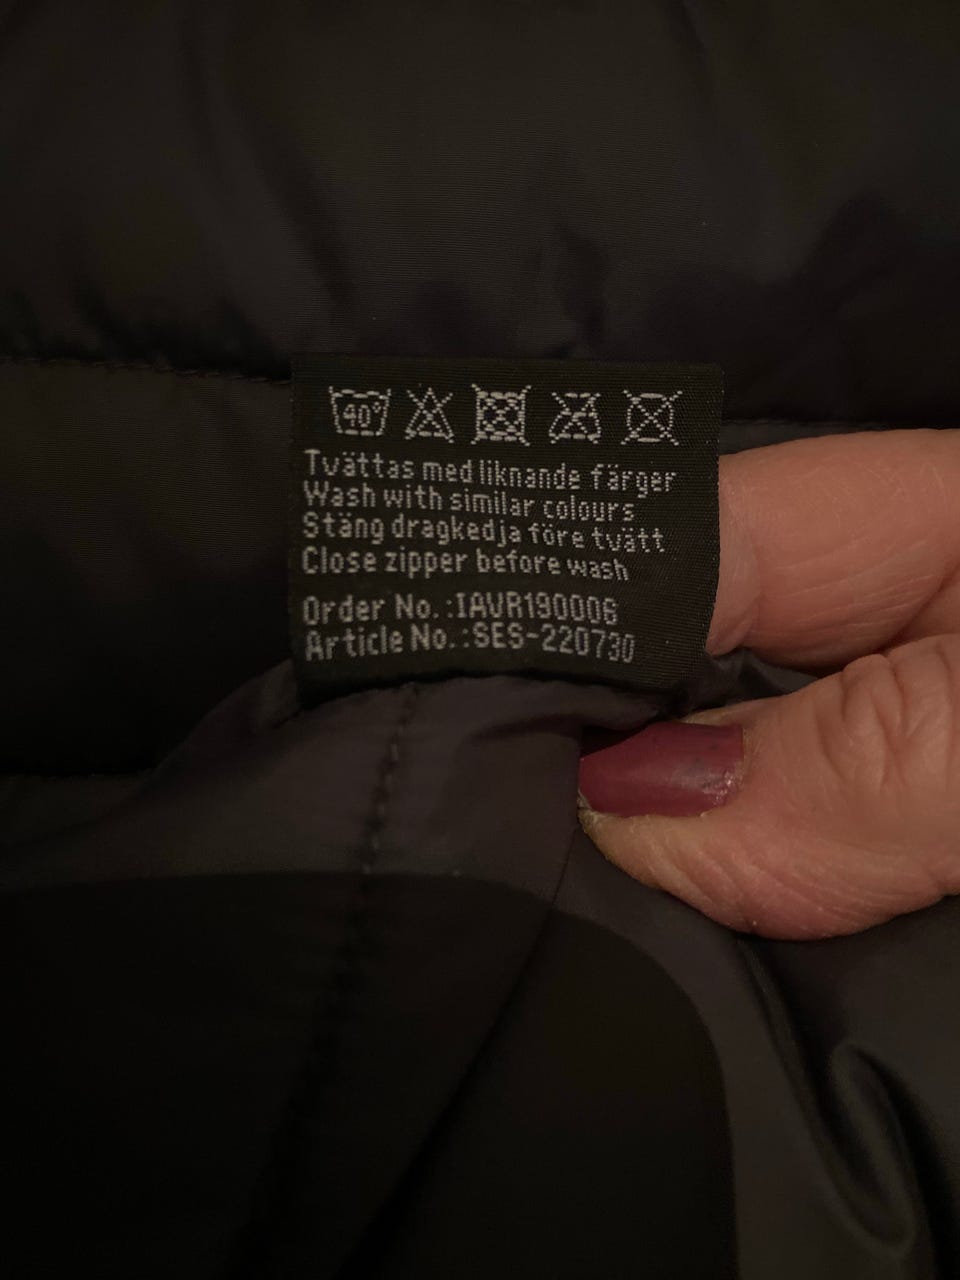 40°
Tvättas med liknande färger
Wash with similar colours
Stäng dragkedja före tvätt
Close zipper before wash
Order No.:IAVR190006
Article No.:SES-220730